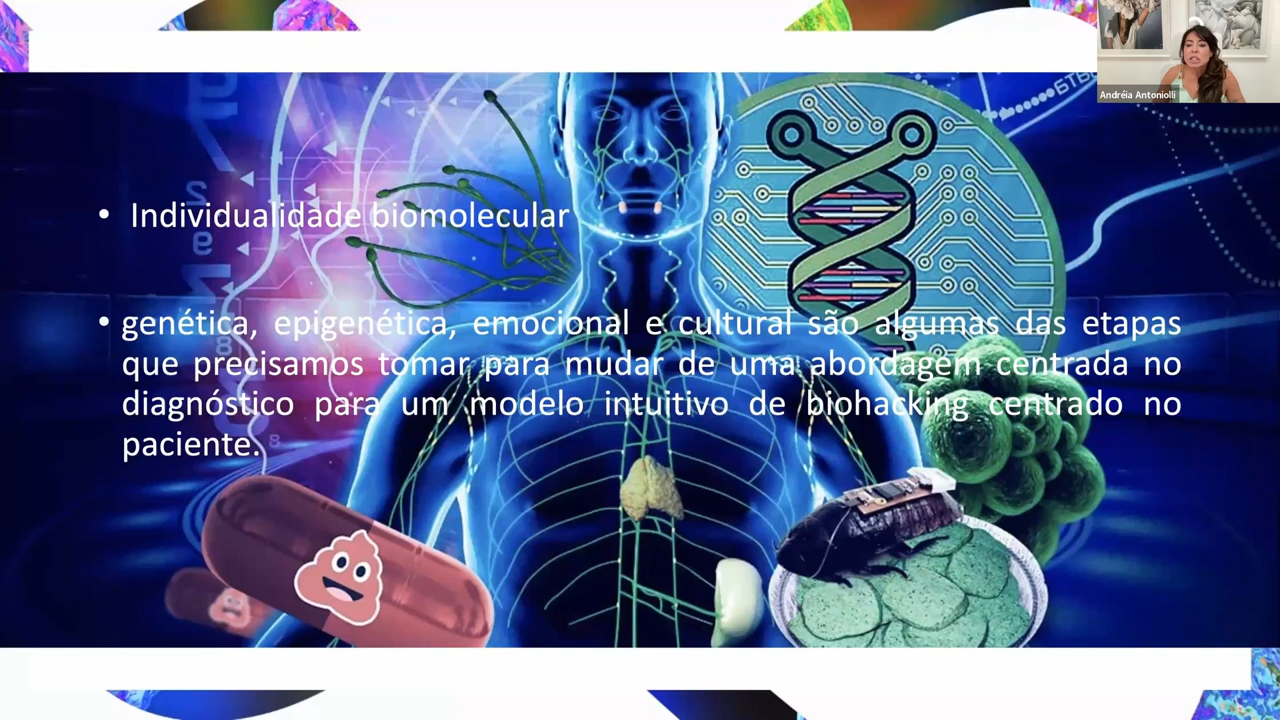 Andréia Antoniolli
• Individualidade biomolecular
• genética, epigenética, emocional e cultural são algumas das etapas
que precisamos tomar para mudar de uma abordagem centrada no
diagnóstico para um modelo intuitivo de biohacking centrado no
paciente.